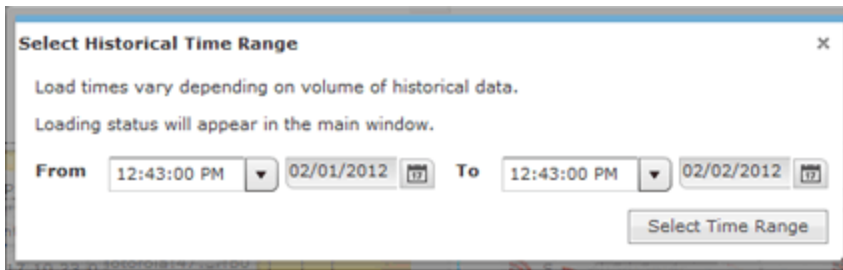 Select Historical Time Range
Load times vary depending on volume of historical data.
Loading status will appear in the main window.
From 12:43:00 PM 02/01/2012 17 To 12:43:00 PM 02/02/2012 17
Select Time Range